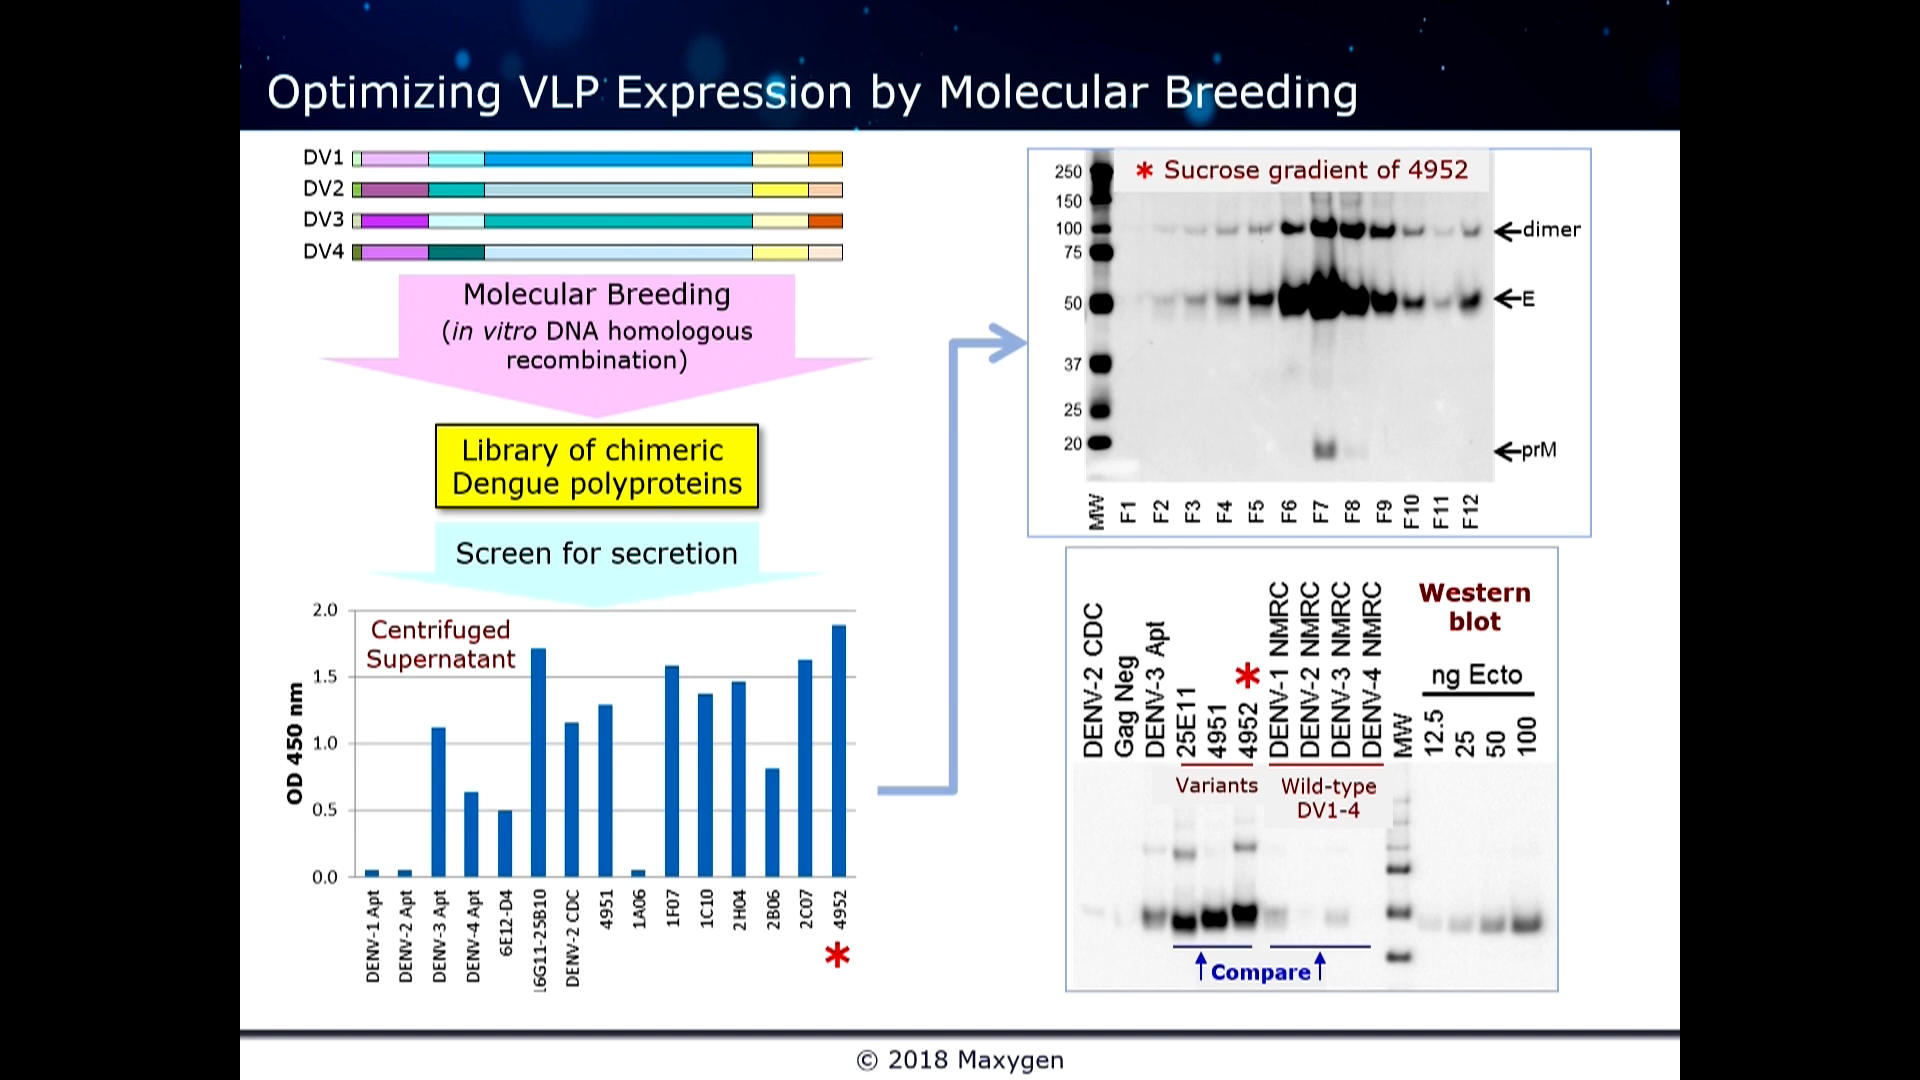 Optimizing VLP Expression by Molecular Breeding
DV1
DV2
DV3
DV4
Molecular Breeding
(in vitro DNA homologous
recombination)
Library of chimeric
Dengue polyproteins
Screen for secretion
Centrifuged
Supernatant
OD 450 nm
2.0
1.5
1.0
0.5
0.0
DENV-1 Apt
DENV-2 Apt
DENV-3 Apt
DENV-4 Apt
6E12-D4
L6G11-25B10
DENV-2 CDC
4951
1A06
1F07
1C10
2H04
2B06
2C07
4952
*
* Sucrose gradient of 4952
250
150
100
75
50
37
25
20
dimer
E
prM
MW
F1
F2
F3
F4
F5
F6
F7
F8
F9
F10
F11
F12
DENV-2 CDC
Gag Neg
DENV-3 Apt
25E11
4951
4952 *
DENV-1 NMRC
DENV-2 NMRC
DENV-3 NMRC
DENV-4 NMRC
MW
Western
blot
ng Ecto
12.5
25
50
100
Variants
Wild-type
DV1-4
Compare
© 2018 Maxygen